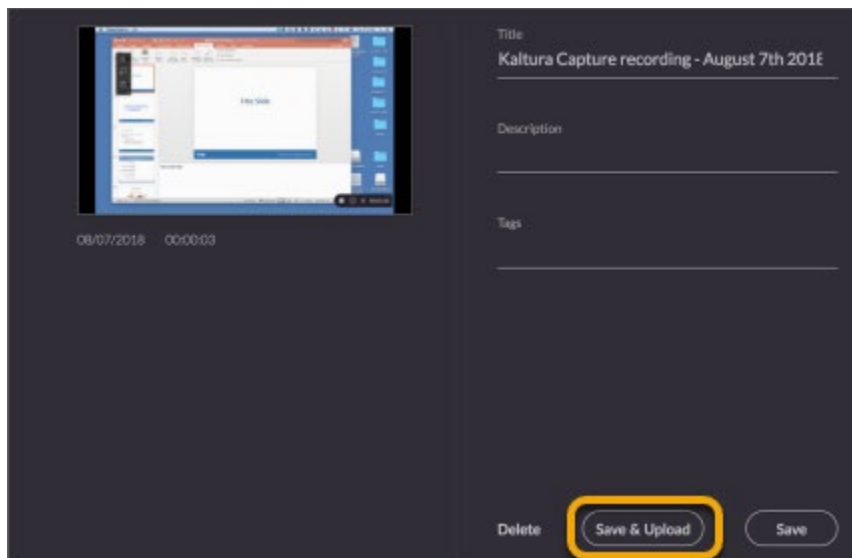 Title
Kaltura Capture recording - August 7th 2018
Description
Tags
08/07/2018 00:00:03
Delete
Save & Upload
Save